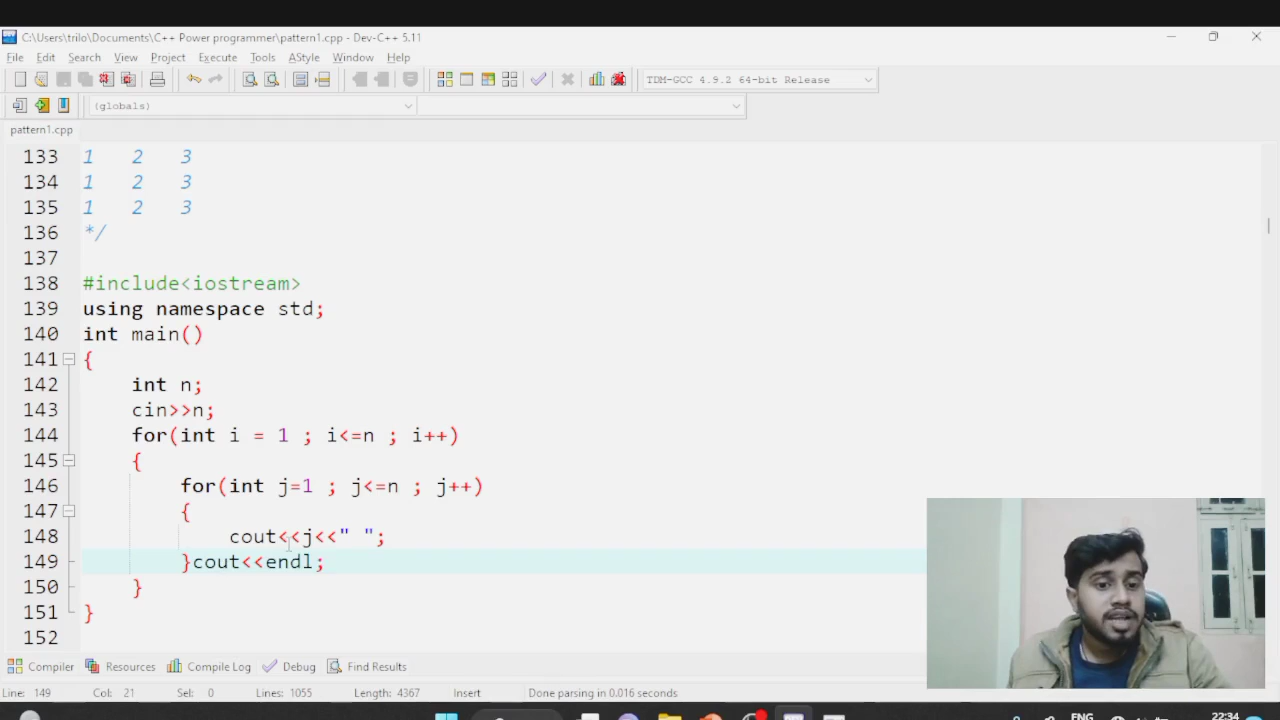 C:\Users\trilo\Documents\C++ Power programmer\pattern1.cpp - Dev-C++ 5.11
File Edit Search View Project Execute Tools AStyle Window Help
TDM-GCC 4.9.2 64-bit Release
(globals)
pattern1.cpp
133 1 2 3
134 1 2 3
135 1 2 3
136 */
137
138 #include<iostream>
139 using namespace std;
140 int main()
141 {
142 int n;
143 cin>>n;
144 for(int i = 1 ; i<=n ; i++)
145 {
146 for(int j=1 ; j<=n ; j++)
147 {
148 cout<<j<<" ";
149 }cout<<endl;
150 }
151 }
152
Compiler Resources Compile Log Debug Find Results
Line: 149 Col: 21 Sel: 0 Lines: 1055 Length: 4367 Insert Done parsing in 0.016 seconds
ENG 22:34